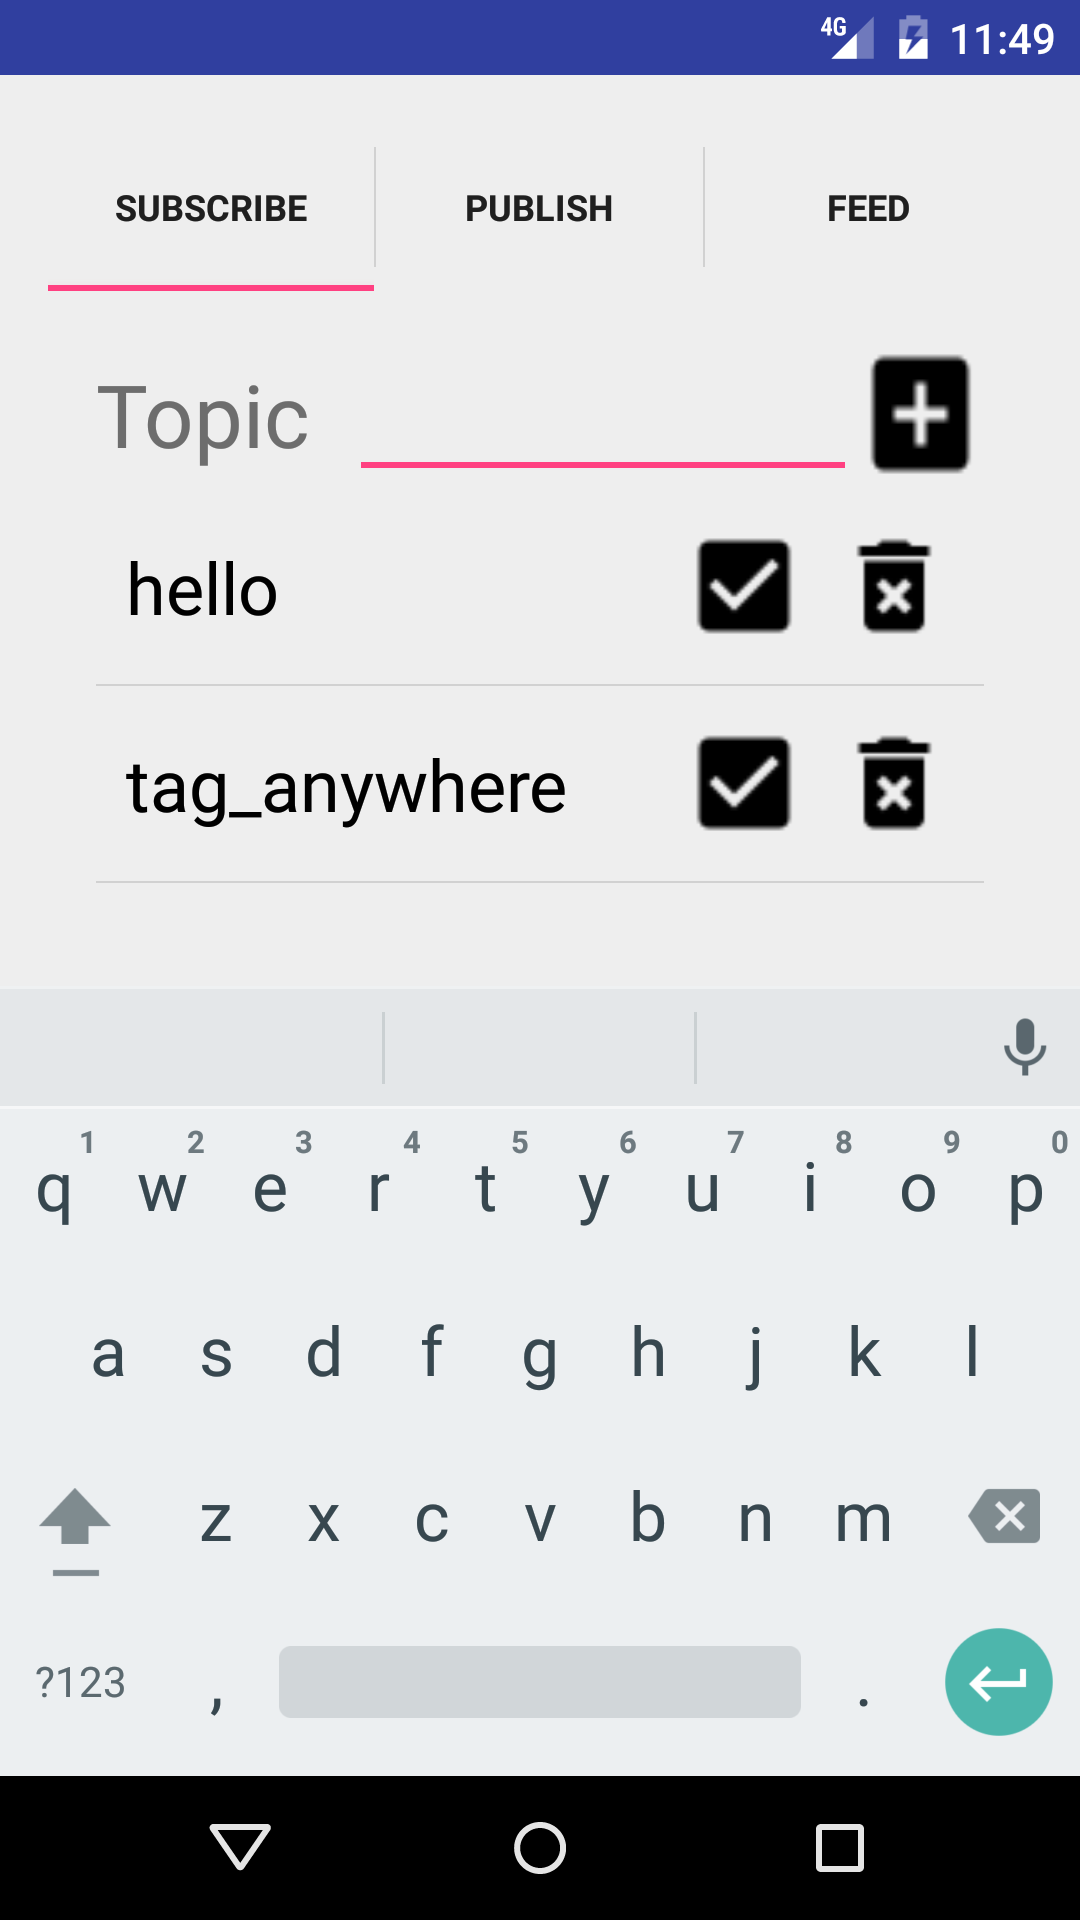 4G 11:49
SUBSCRIBE PUBLISH FEED
Topic
hello
tag_anywhere
1 2 3 4 5 6 7 8 9 0
q w e r t y u i o p
a s d f g h j k l
z x c v b n m
?123 , .